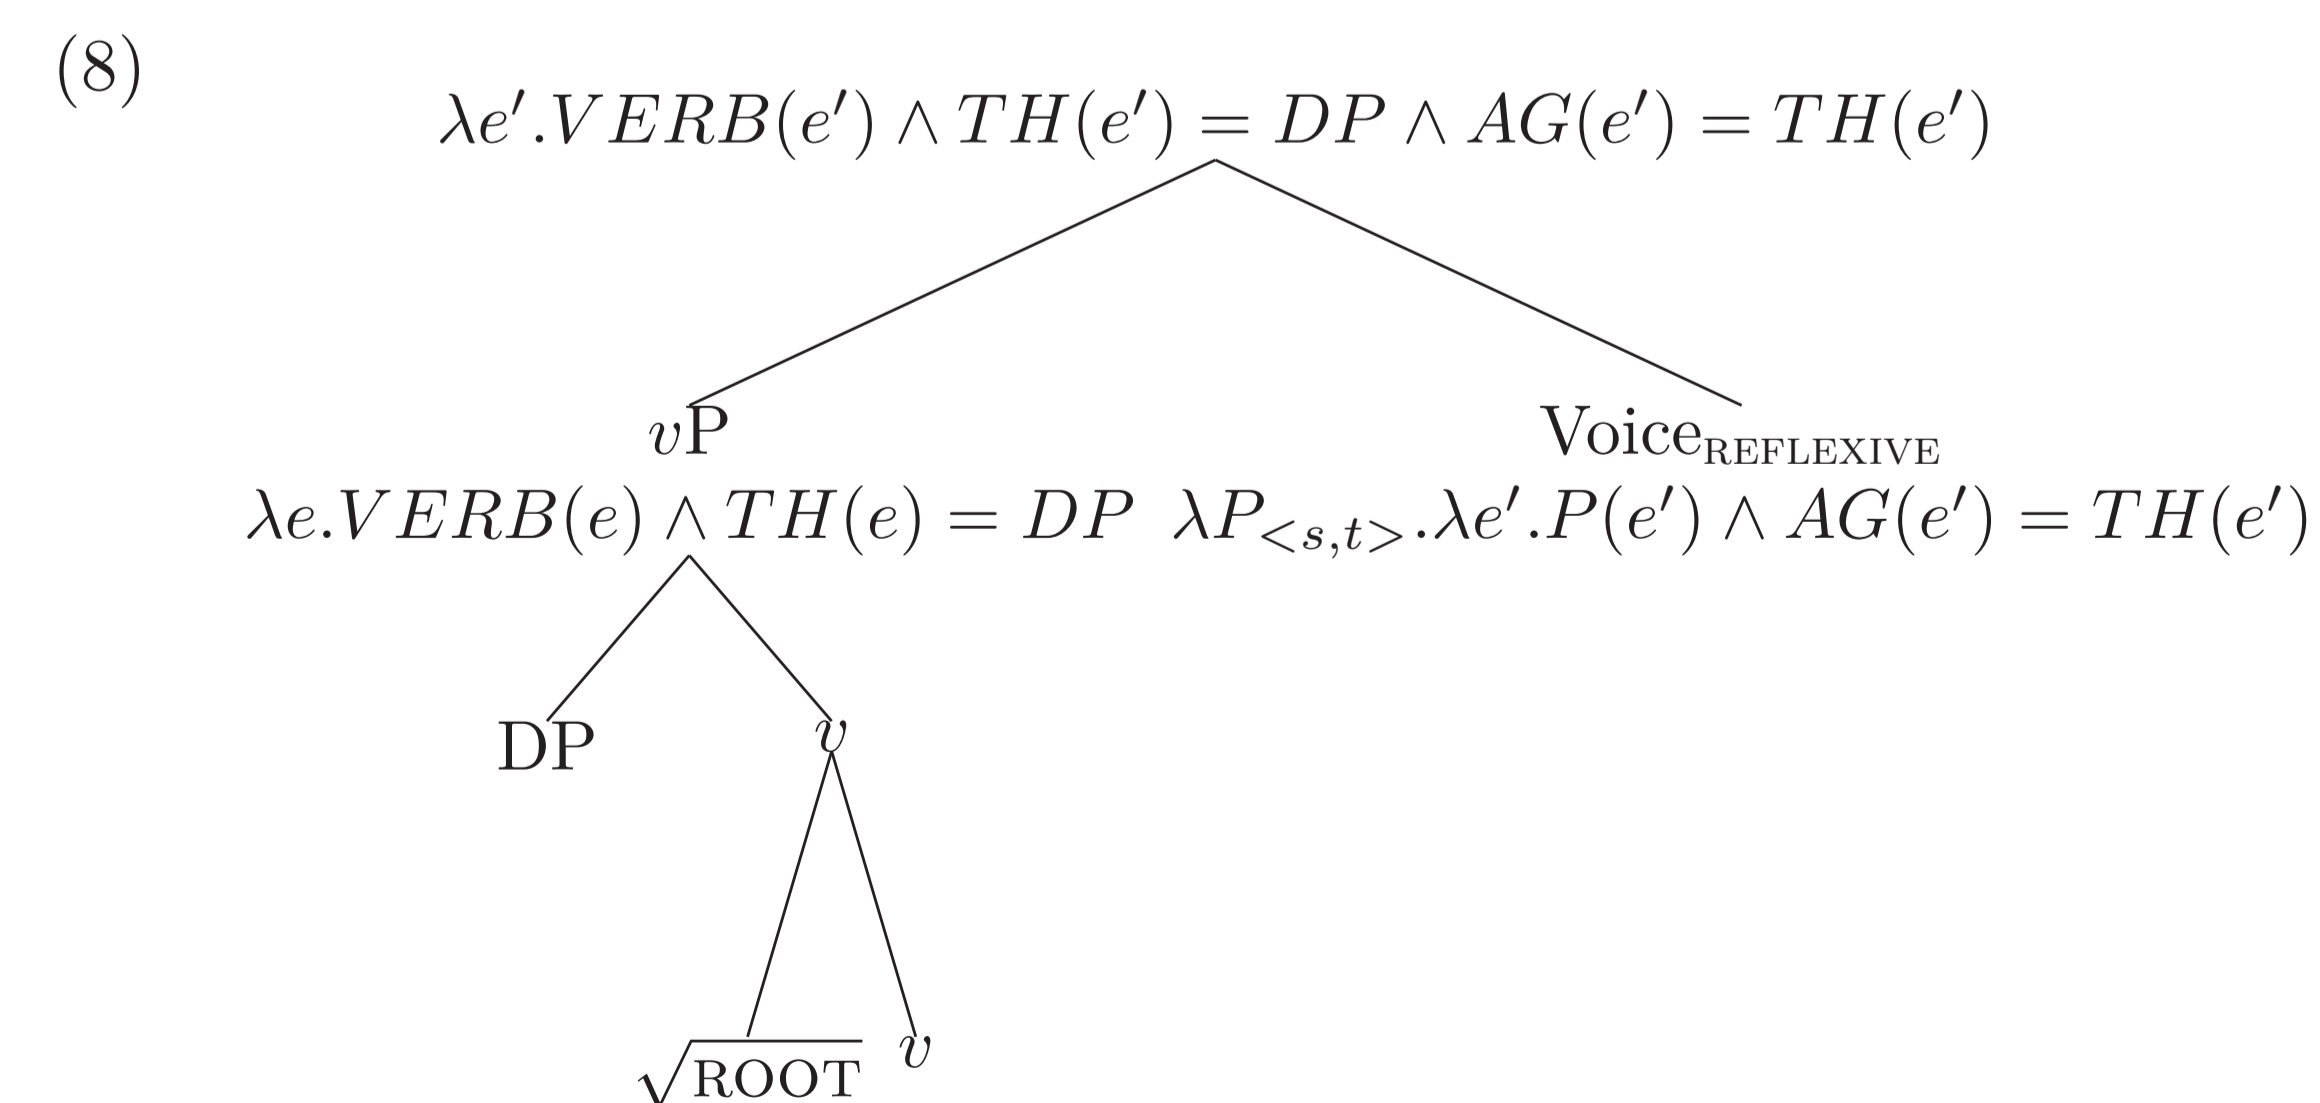 (8)
λe′.VERB(e′) ∧ TH(e′) = DP ∧ AG(e′) = TH(e′)
vP Voice_REFLEXIVE
λe.VERB(e) ∧ TH(e) = DP λP_<s,t>.λe′.P(e′) ∧ AG(e′) = TH(e′)
DP v
√ROOT v